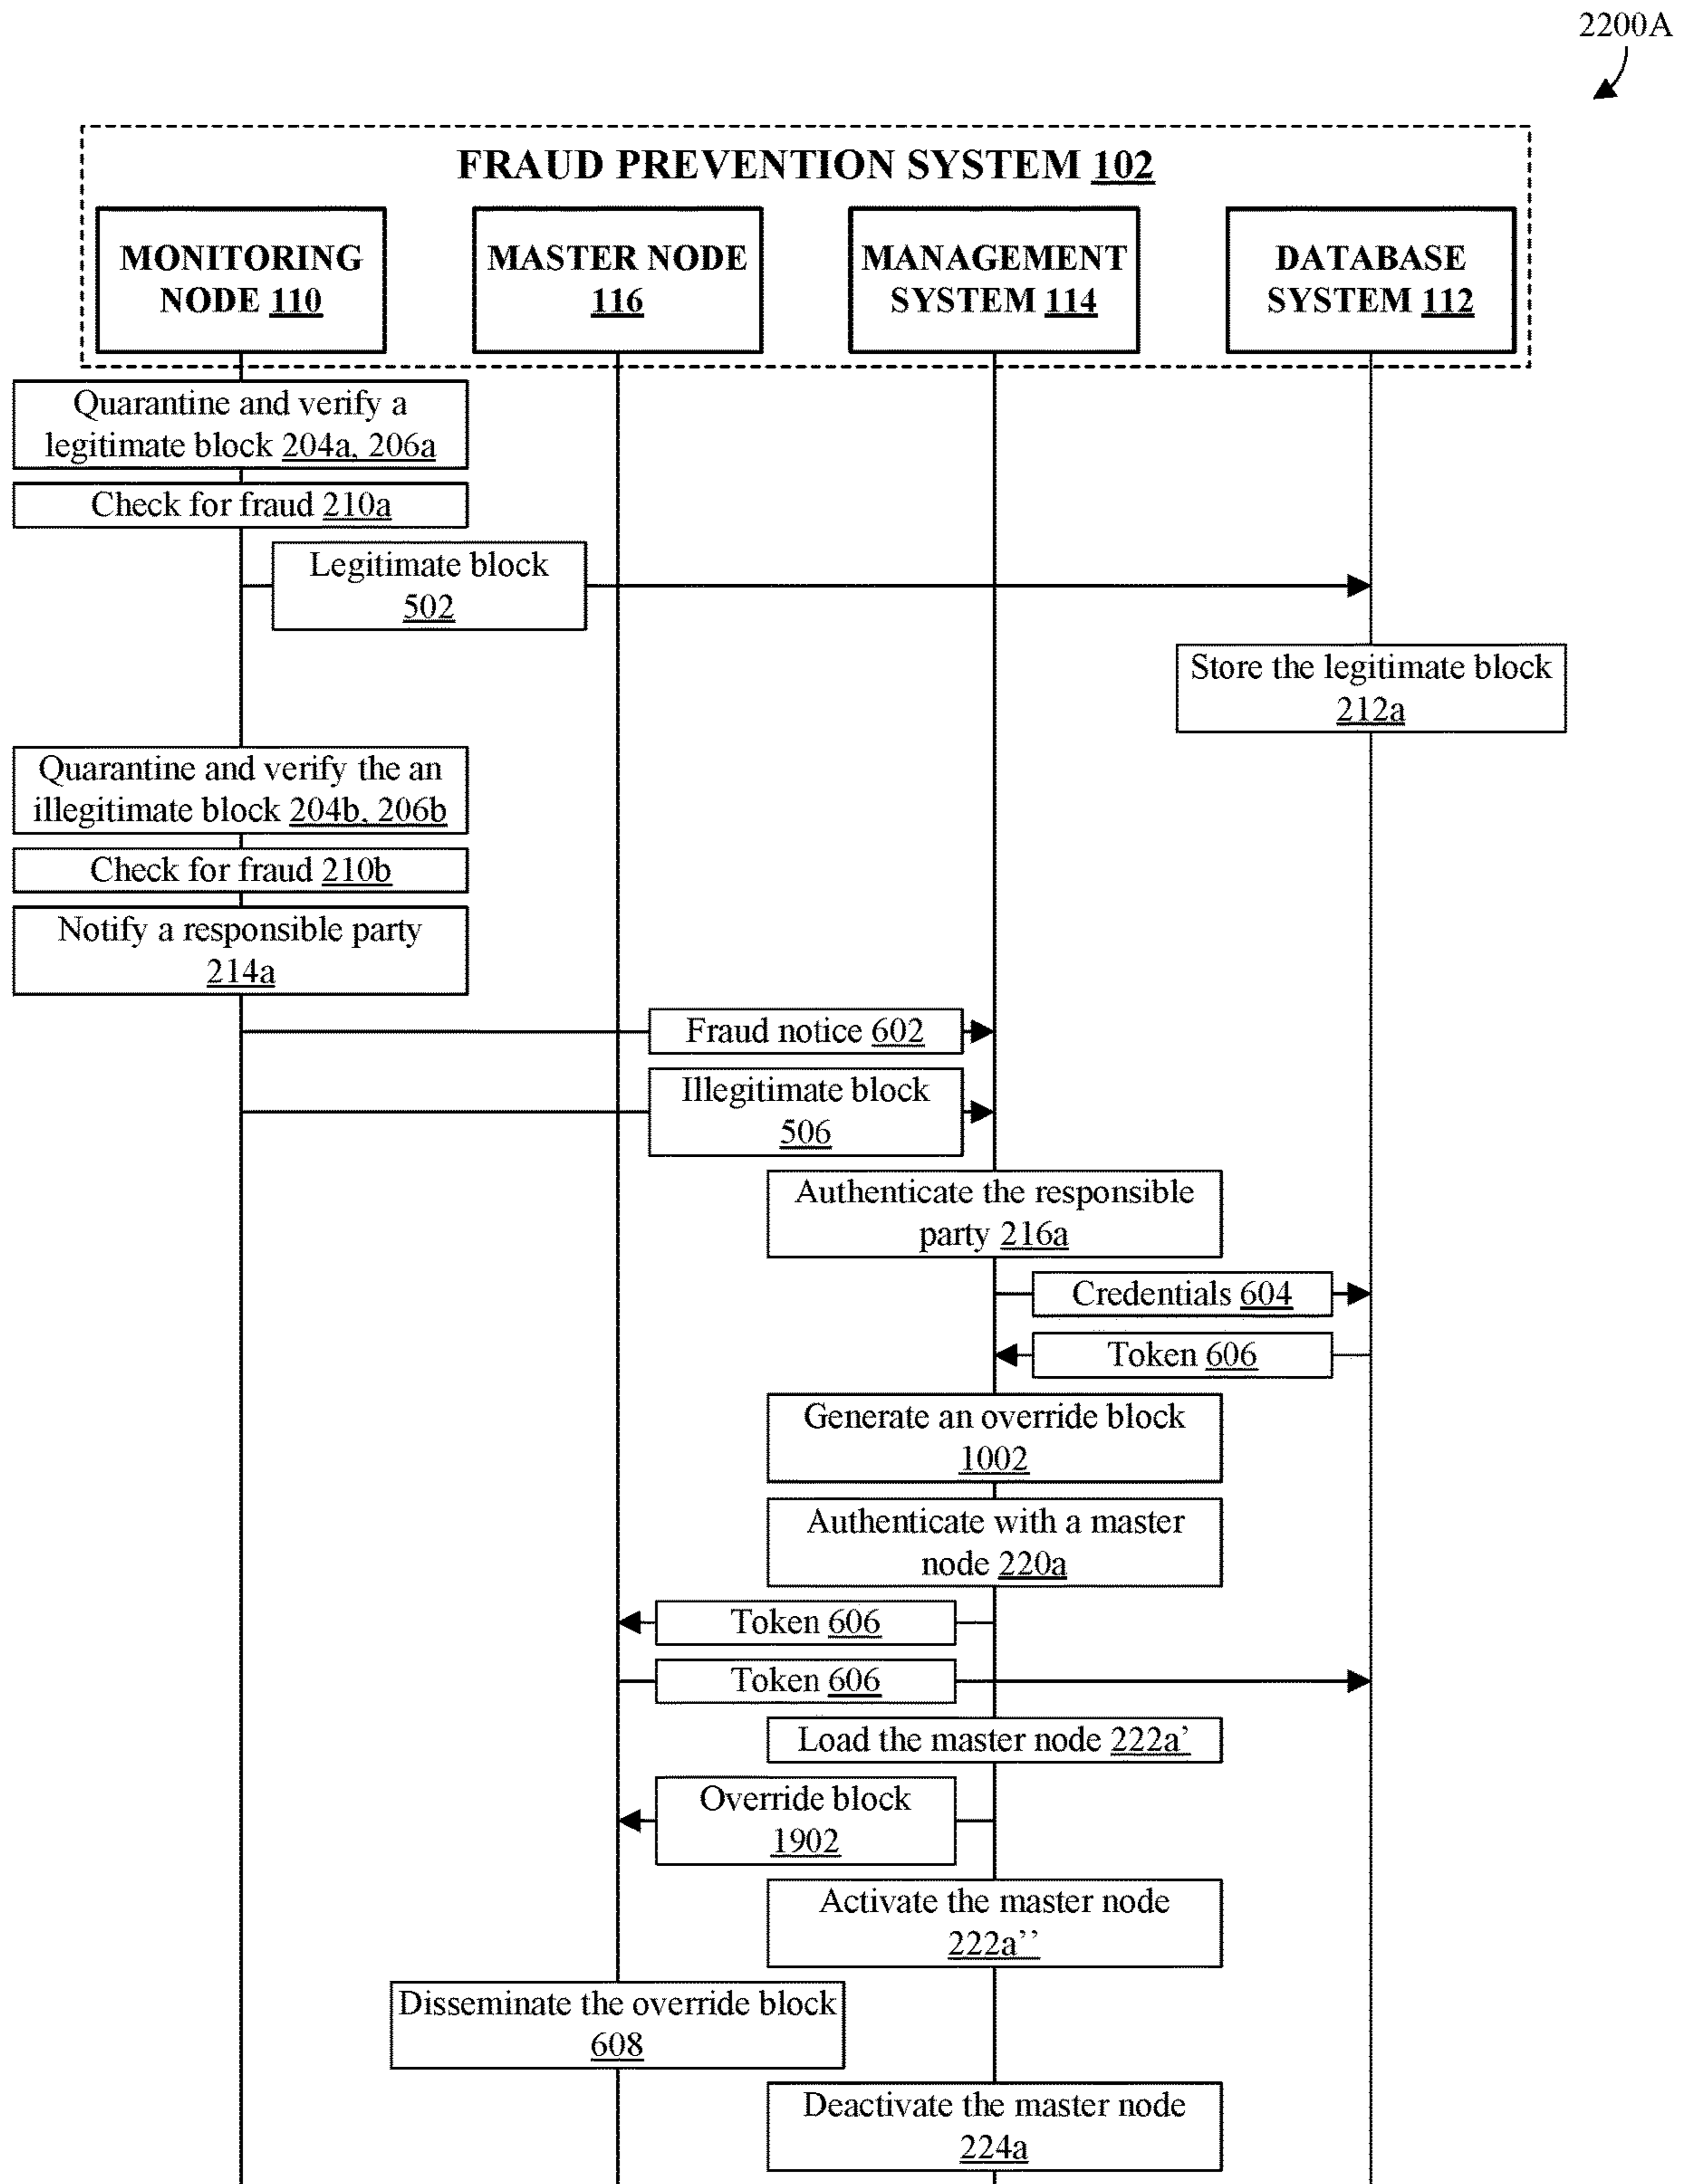 2200A
FRAUD PREVENTION SYSTEM 102
MONITORING
NODE 110
MASTER NODE
116
MANAGEMENT
SYSTEM 114
DATABASE
SYSTEM 112
Quarantine and verify a
legitimate block 204a, 206a
Check for fraud 210a
Legitimate block
502
Store the legitimate block
212a
Quarantine and verify the an
illegitimate block 204b, 206b
Check for fraud 210b
Notify a responsible party
214a
Fraud notice 602
Illegitimate block
506
Authenticate the responsible
party 216a
Credentials 604
Token 606
Generate an override block
1002
Authenticate with a master
node 220a
Token 606
Token 606
Load the master node 222a’
Override block
1902
Activate the master node
222a’’
Disseminate the override block
608
Deactivate the master node
224a